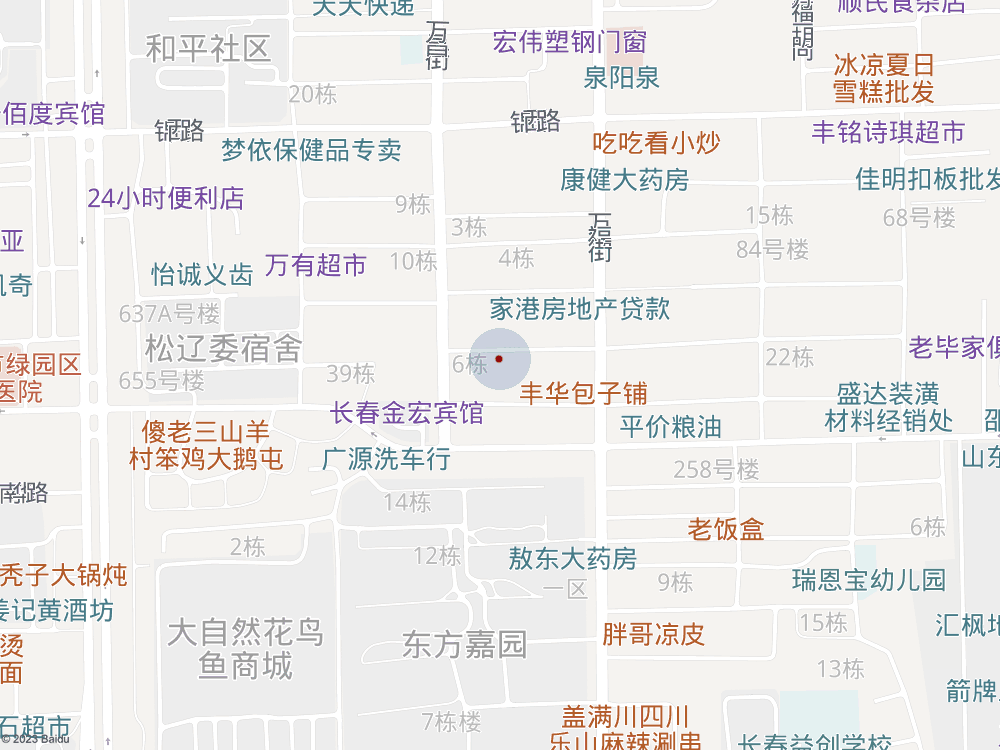 天天快递
万昌街
和平社区
宏伟塑钢门窗
泉阳泉
顺民食杂店
冰凉夏日
雪糕批发
20栋
佰度宾馆
锦西路
锦西路
梦依保健品专卖
吃吃看小炒
丰铭诗琪超市
康健大药房
佳明扣板批发
24小时便利店
9栋
3栋
15栋
68号楼
万福街
亚
10栋
4栋
84号楼
怡诚义齿
万有超市
凯奇
637A号楼
家港房地产贷款
松辽委宿舍
6栋
22栋
老毕家俱
绿园区
医院
655号楼
39栋
丰华包子铺
盛达装潢
材料经销处
长春金宏宾馆
平价粮油
傻老三山羊
村笨鸡大鹅屯
广源洗车行
山东
258号楼
14栋
老饭盒
6栋
2栋
12栋
敖东大药房
一区
9栋
瑞恩宝幼儿园
秃子大锅炖
姜记黄酒坊
大自然花鸟
鱼商城
东方嘉园
胖哥凉皮
15栋
汇枫地
烫
面
13栋
箭牌
石超市
7栋楼
盖满川四川
乐山麻辣涮串
长春益创学校
© 2023 Baidu